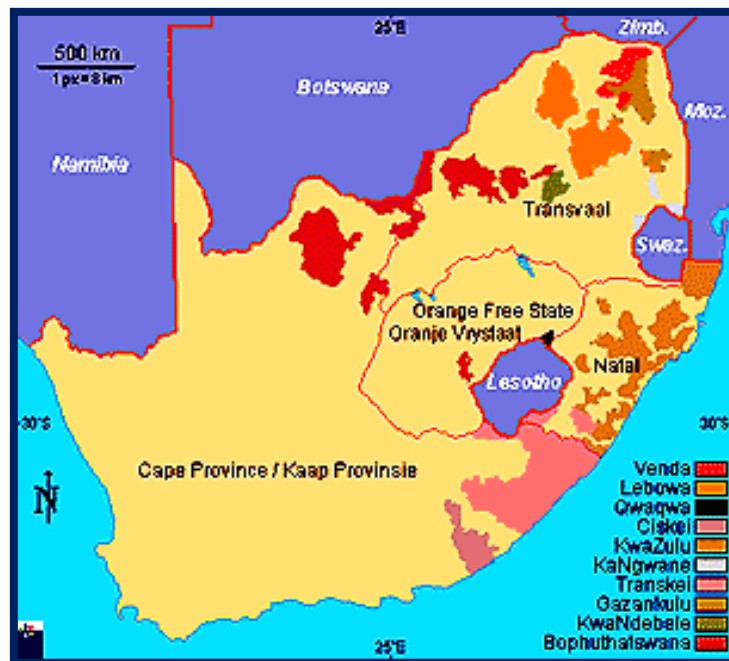 25°E
Zimb.
500 km
1 px = 8 km
Botswana
Moz.
Namibia
Transvaal
Swaz.
Orange Free State
Oranje Vrystaat
Natal
Lesotho
30°S
30°S
Cape Province / Kaap Provinsie
N
Venda
Lebowa
Qwaqwa
Ciskei
KwaZulu
KaNgwane
Transkei
Gazankulu
KwaNdebele
Bophuthatswana
25°E